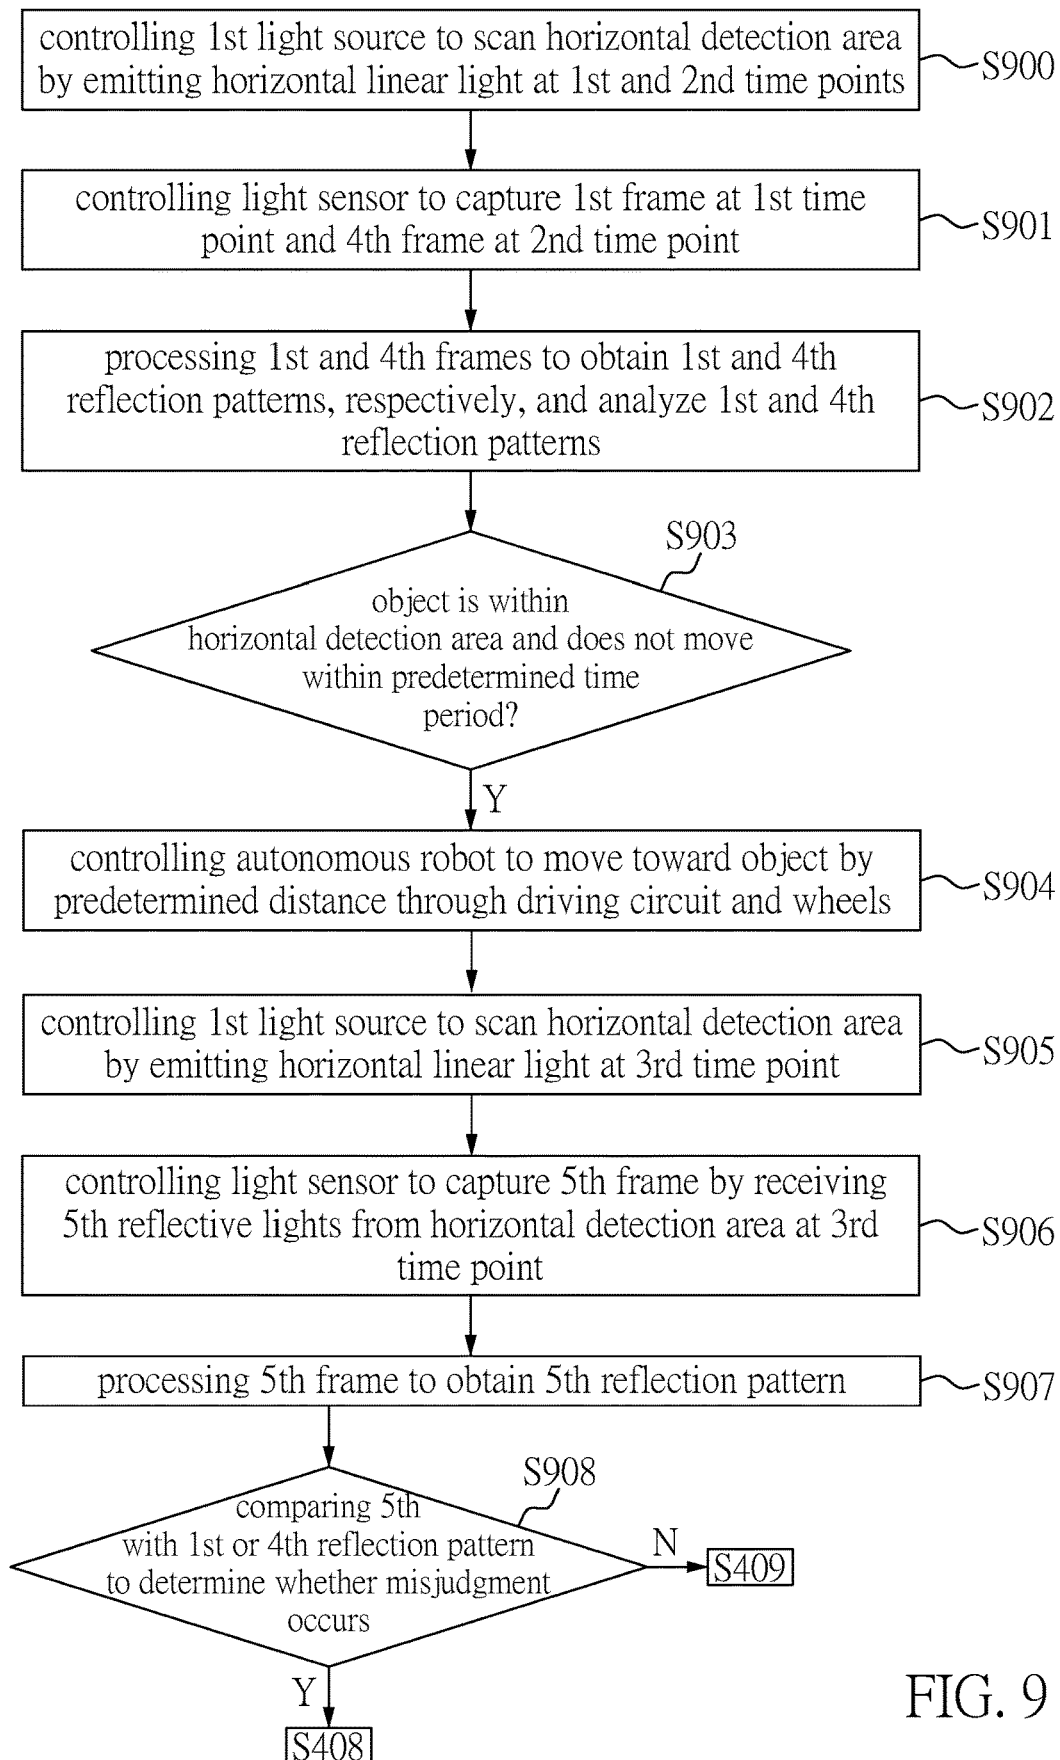 controlling 1st light source to scan horizontal detection area
by emitting horizontal linear light at 1st and 2nd time points
S900
controlling light sensor to capture 1st frame at 1st time
point and 4th frame at 2nd time point
S901
processing 1st and 4th frames to obtain 1st and 4th
reflection patterns, respectively, and analyze 1st and 4th
reflection patterns
S902
S903
object is within
horizontal detection area and does not move
within predetermined time
period?
Y
controlling autonomous robot to move toward object by
predetermined distance through driving circuit and wheels
S904
controlling 1st light source to scan horizontal detection area
by emitting horizontal linear light at 3rd time point
S905
controlling light sensor to capture 5th frame by receiving
5th reflective lights from horizontal detection area at 3rd
time point
S906
processing 5th frame to obtain 5th reflection pattern
S907
S908
comparing 5th
with 1st or 4th reflection pattern
to determine whether misjudgment
occurs
N
S409
Y
S408
FIG. 9